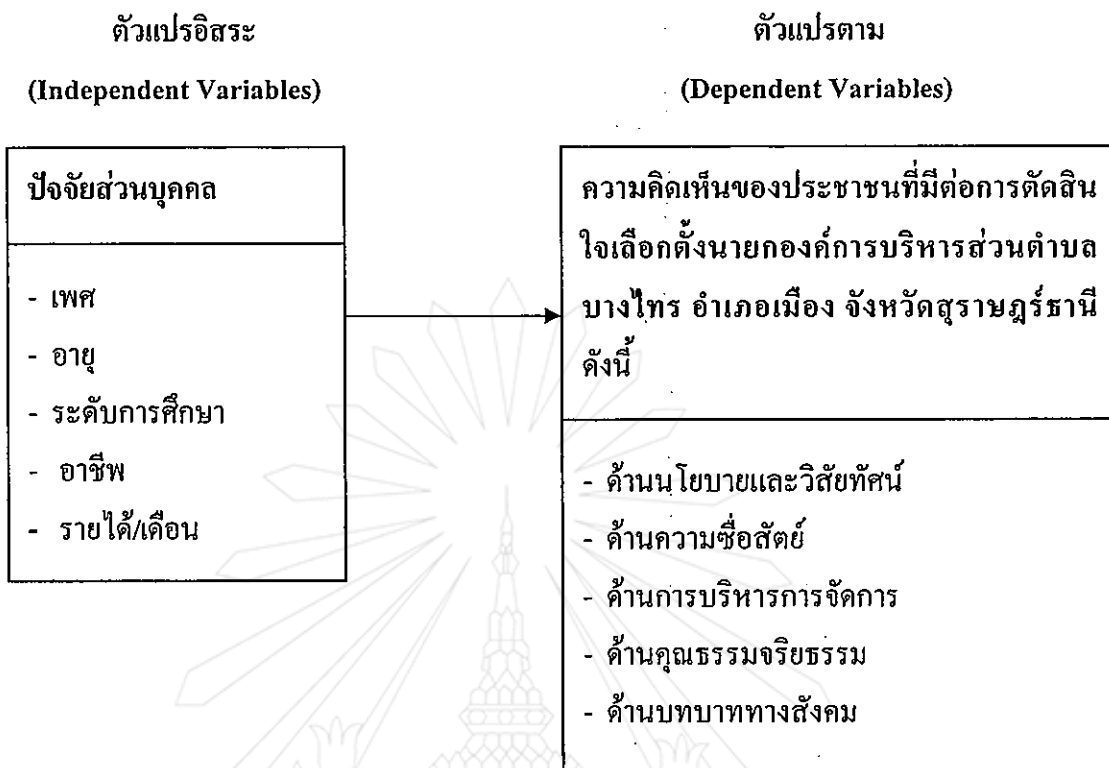 ตัวแปรอิสระ
(Independent Variables)
ปัจจัยส่วนบุคคล
- เพศ
- อายุ
- ระดับการศึกษา
- อาชีพ
- รายได้/เดือน
ตัวแปรตาม
(Dependent Variables)
ความคิดเห็นของประชาชนที่มีต่อการตัดสิน
ใจเลือกตั้งนายกองค์การบริหารส่วนตำบล
บางไทร อำเภอเมือง จังหวัดสุราษฎร์ธานี
ดังนี้
- ด้านนโยบายและวิสัยทัศน์
- ด้านความซื่อสัตย์
- ด้านการบริหารการจัดการ
- ด้านคุณธรรมจริยธรรม
- ด้านบทบาททางสังคม